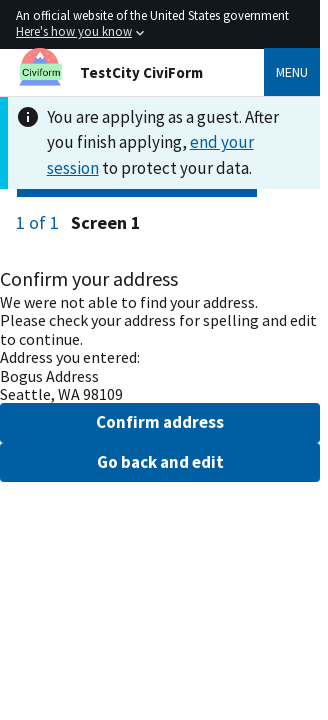 An official website of the United States government
Here's how you know
Civiform
TestCity CiviForm
MENU
You are applying as a guest. After
you finish applying, end your
session to protect your data.
1 of 1 Screen 1
Confirm your address
We were not able to find your address.
Please check your address for spelling and edit
to continue.
Address you entered:
Bogus Address
Seattle, WA 98109
Confirm address
Go back and edit